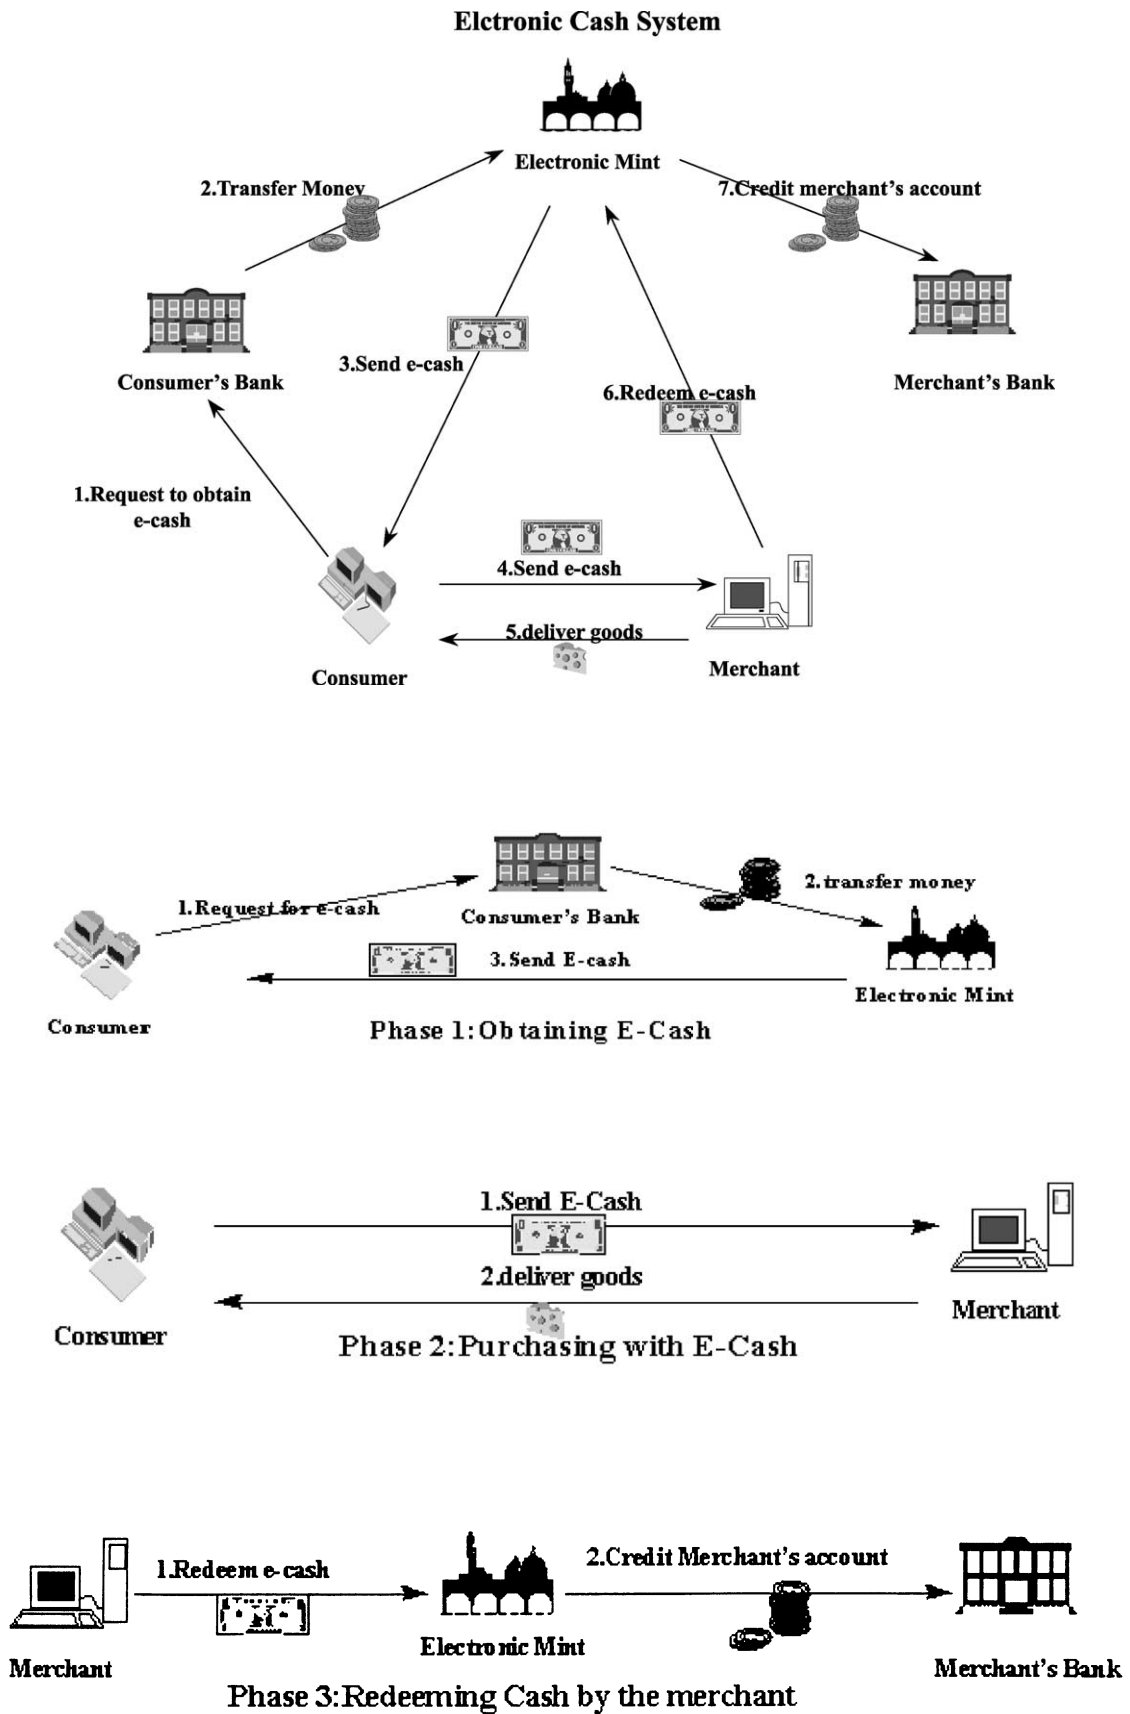 Elctronic Cash System
Electronic Mint
2.Transfer Money
7.Credit merchant's account
3.Send e-cash
Consumer's Bank
6.Redeem e-cash
Merchant's Bank
1.Request to obtain
e-cash
4.Send e-cash
5.deliver goods
Consumer
Merchant
2.transfer money
1.Request for e-cash
Consumer's Bank
3.Send E-cash
Electronic Mint
Consumer
Phase 1:Obtaining E-Cash
1.Send E-Cash
2.deliver goods
Merchant
Consumer
Phase 2:Purchasing with E-Cash
1.Redeem e-cash
2.Credit Merchant's account
Electronic Mint
Merchant
Merchant's Bank
Phase 3:Redeeming Cash by the merchant